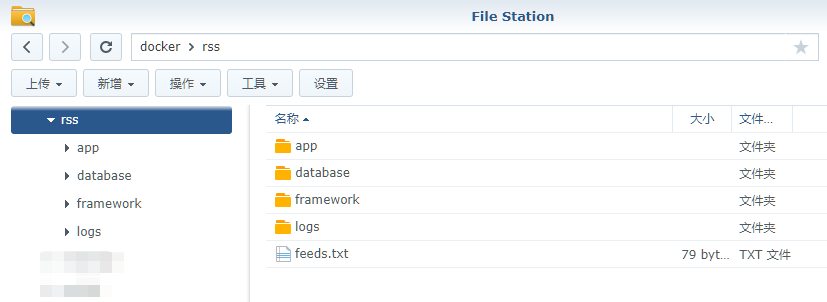 File Station
docker > rss
上传 新增 操作 工具 设置
rss
app
database
framework
logs
名称 大小 文件...
app 文件夹
database 文件夹
framework 文件夹
logs 文件夹
feeds.txt 79 byt... TXT 文件